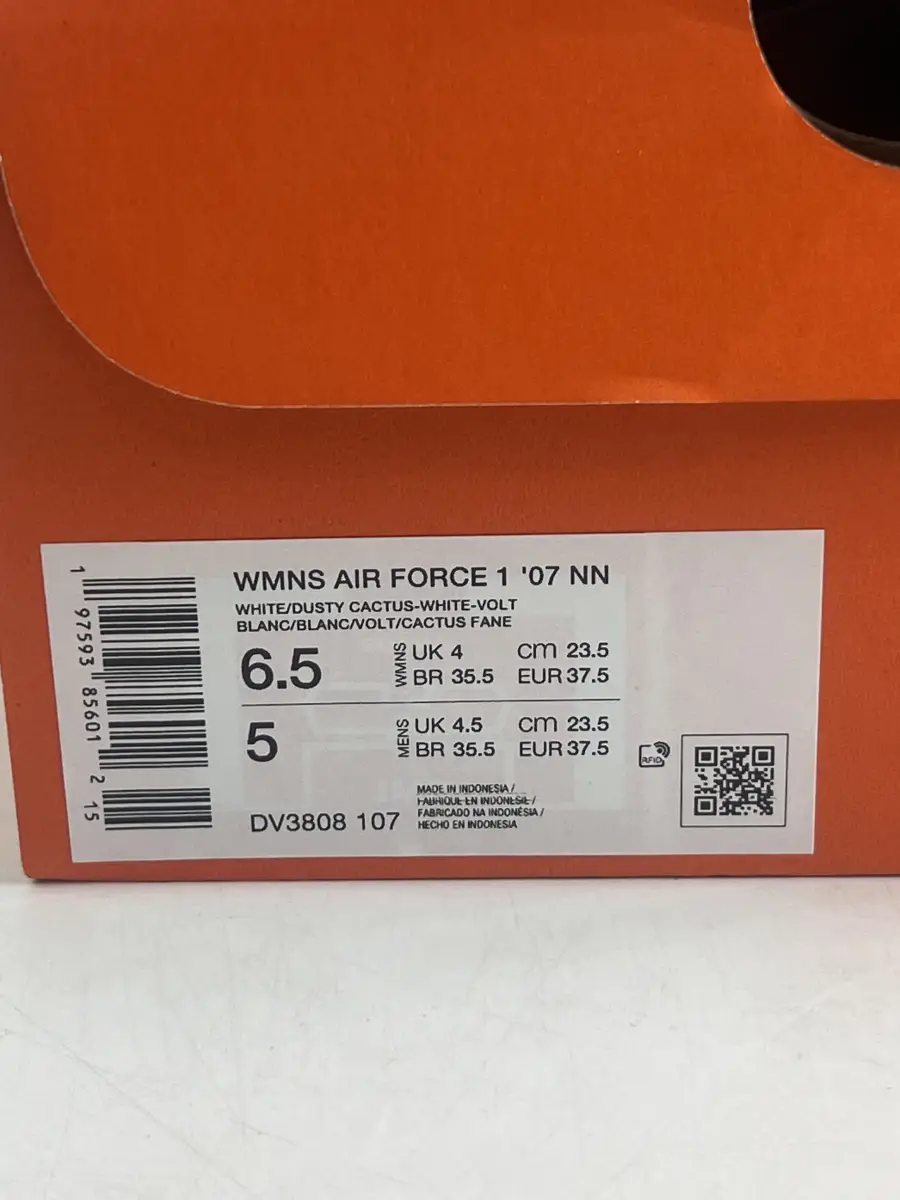 1 97593 85601 2 15
WMNS AIR FORCE 1 '07 NN
WHITE/DUSTY CACTUS-WHITE-VOLT
BLANC/BLANC/VOLT/CACTUS FANE
6.5 WMNS UK 4 cm 23.5
BR 35.5 EUR 37.5
5 MENS UK 4.5 cm 23.5
BR 35.5 EUR 37.5
RFID
DV3808 107
MADE IN INDONESIA /
FABRIQUE EN INDONESIE /
FABRICADO NA INDONÉSIA /
HECHO EN INDONESIA